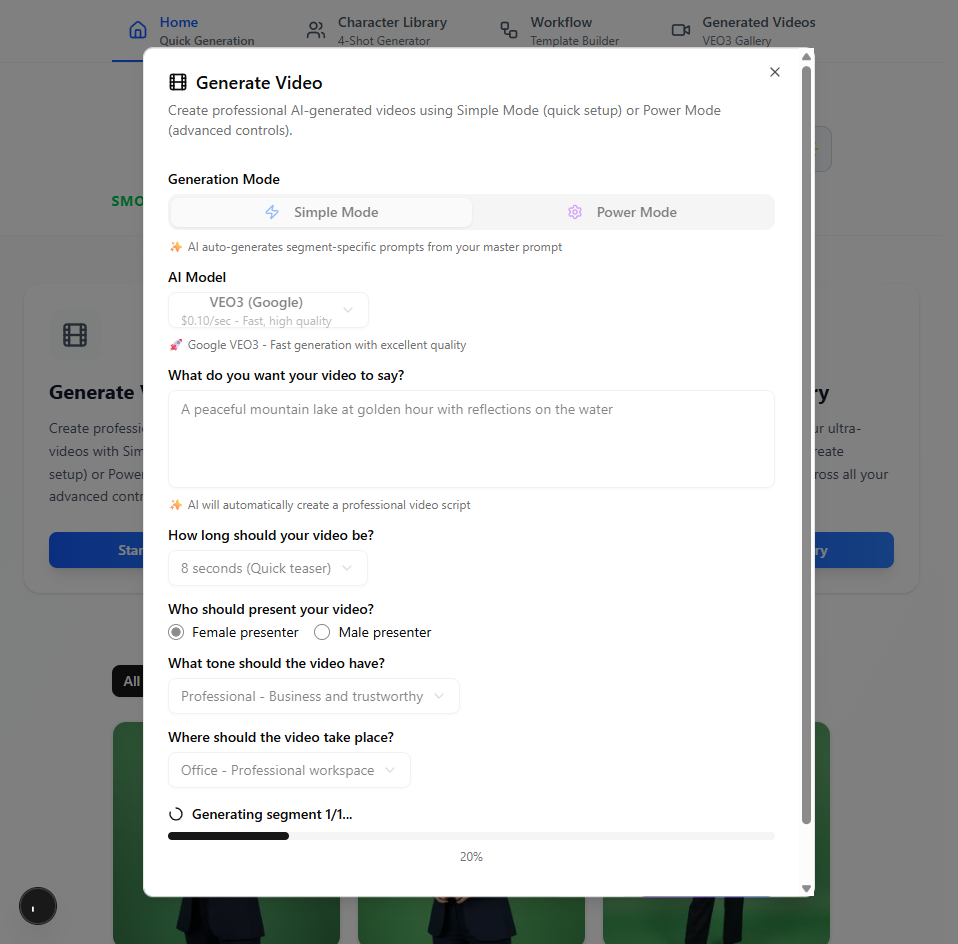 Home
Quick Generation
Character Library
4-Shot Generator
Workflow
Template Builder
Generated Videos
VEO3 Gallery
Generate Video
Create professional AI-generated videos using Simple Mode (quick setup) or Power Mode
(advanced controls).
SMO
Generation Mode
Simple Mode
Power Mode
AI auto-generates segment-specific prompts from your master prompt
AI Model
VEO3 (Google)
$0.10/sec - Fast, high quality
Google VEO3 - Fast generation with excellent quality
What do you want your video to say?
A peaceful mountain lake at golden hour with reflections on the water
AI will automatically create a professional video script
How long should your video be?
8 seconds (Quick teaser)
Who should present your video?
Female presenter
Male presenter
What tone should the video have?
Professional - Business and trustworthy
Where should the video take place?
Office - Professional workspace
Generating segment 1/1...
20%
Generate
Create professi
videos with Sim
setup) or Powe
advanced contr
Star
ry
ur ultra-
reate
ross all your
ry
All